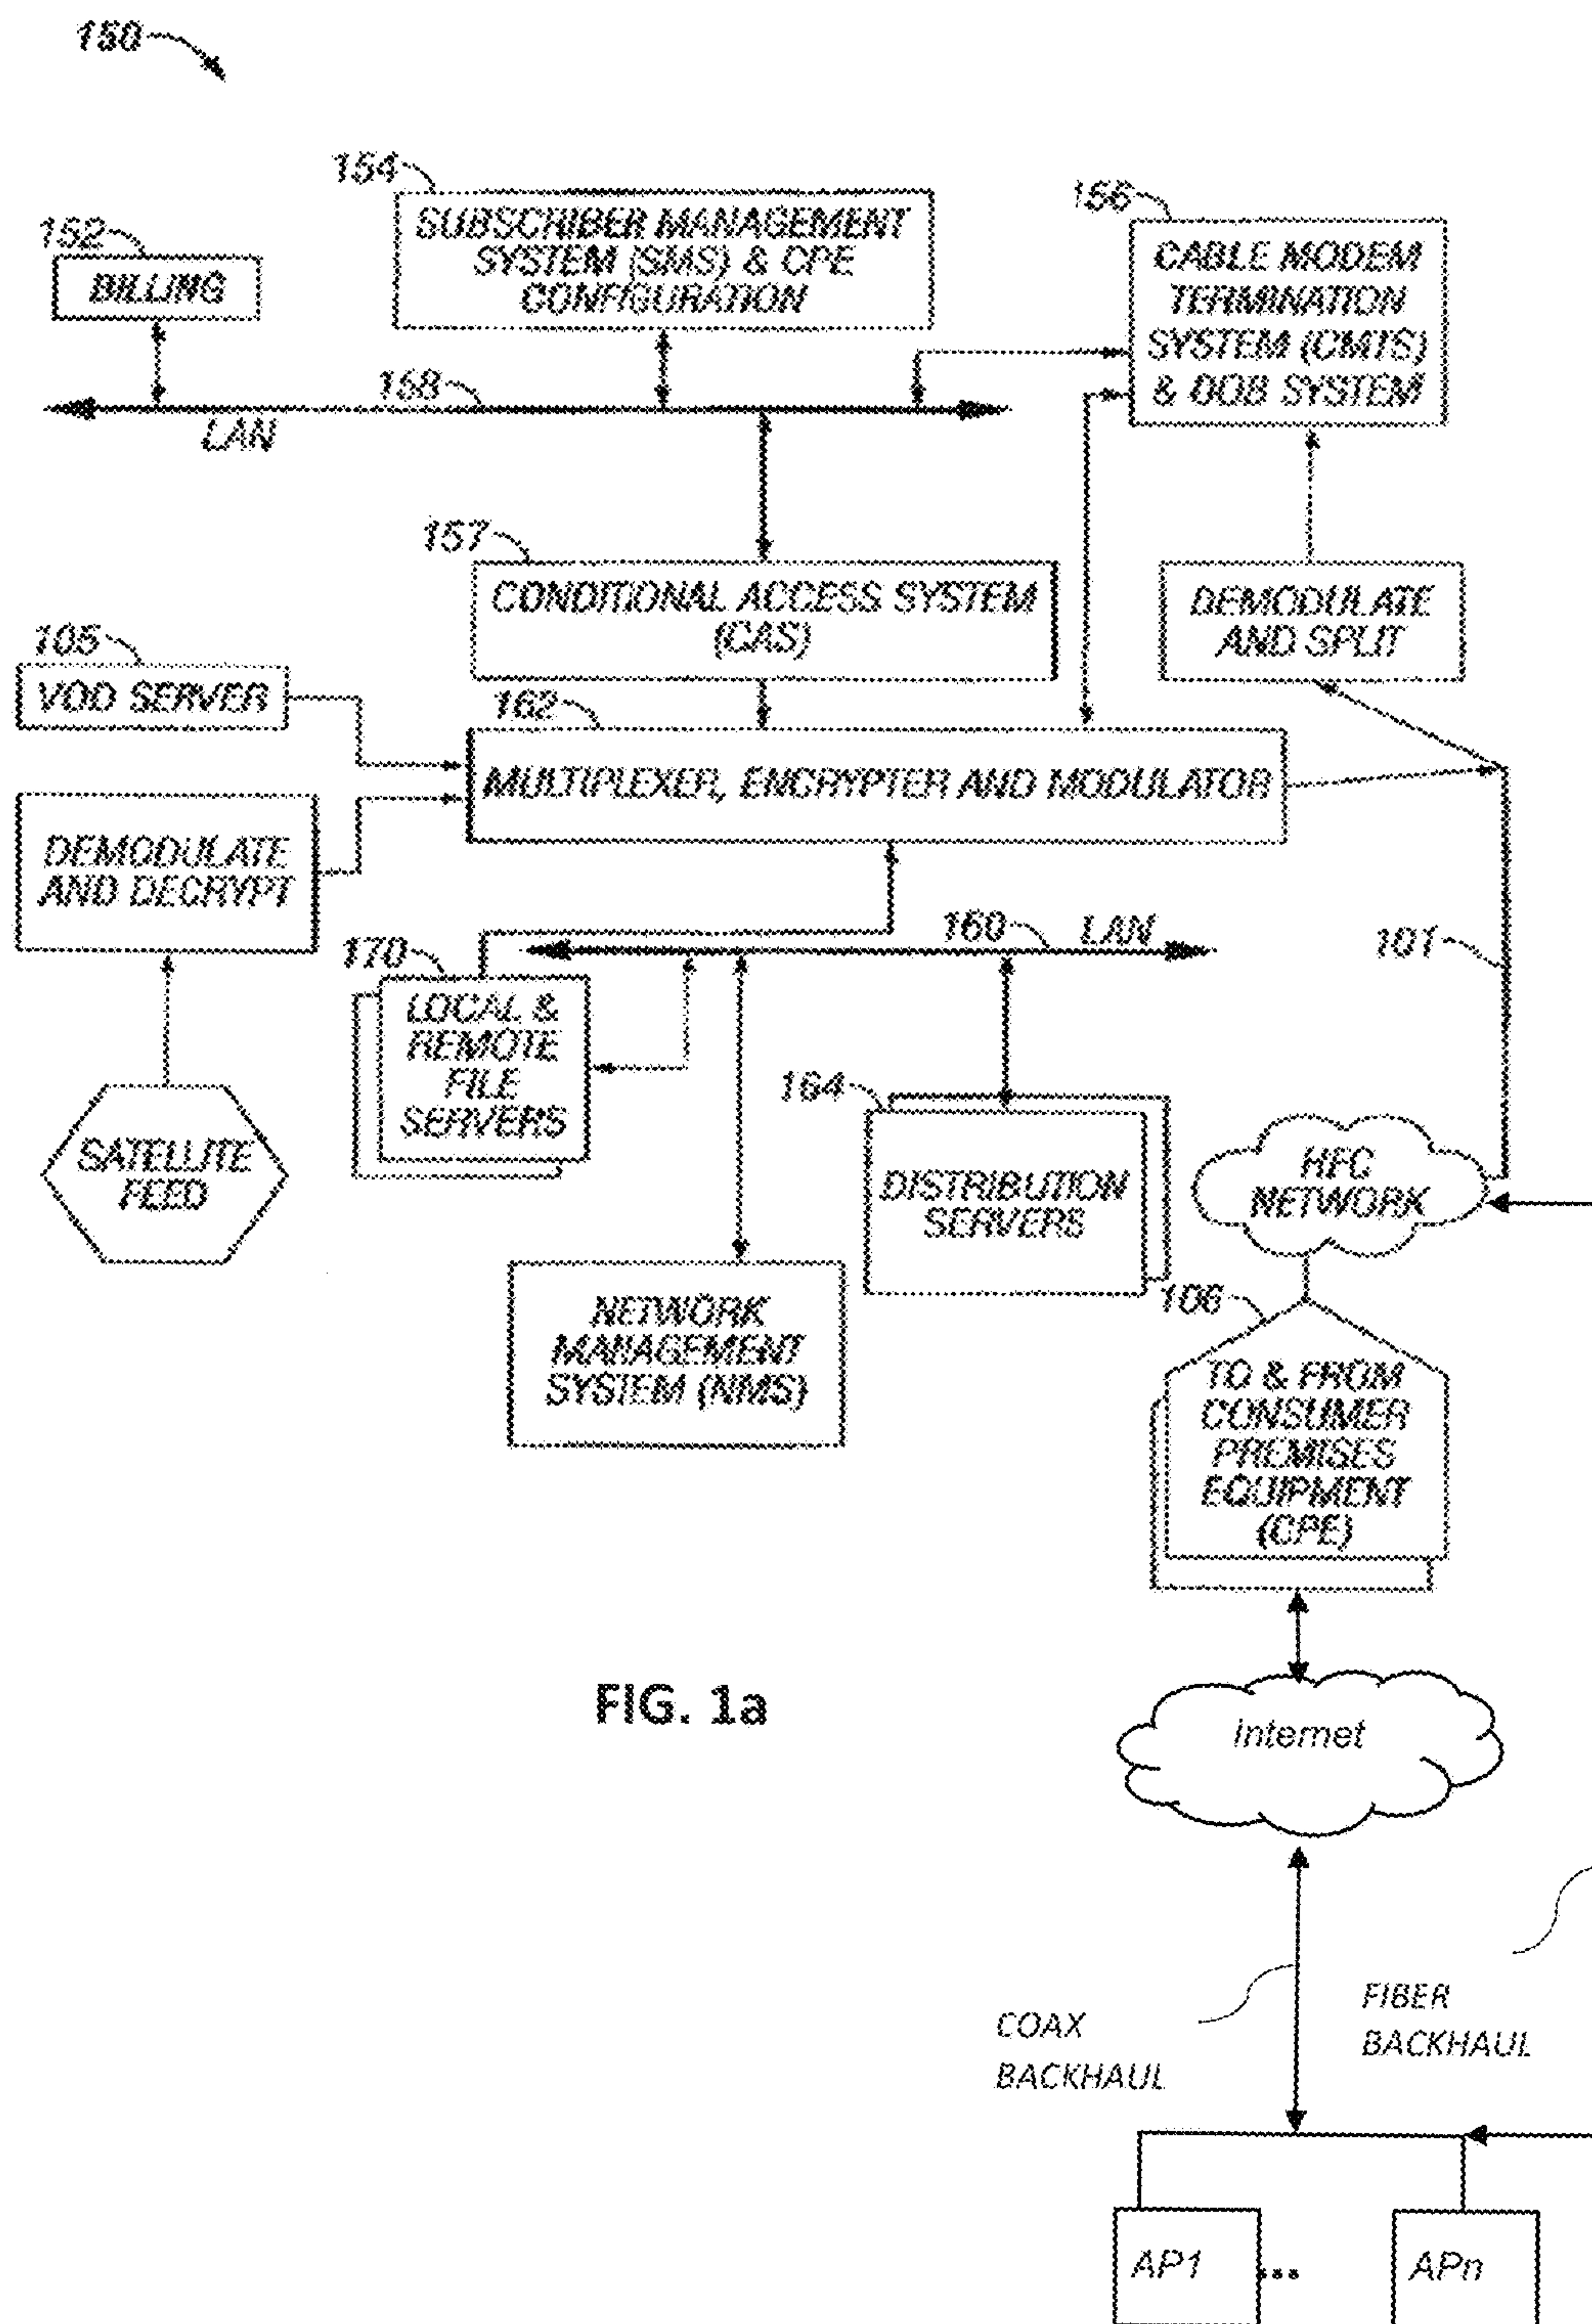 150
154
SUBSCRIBER MANAGEMENT
SYSTEM (SMS) & CPE
CONFIGURATION
156
CABLE MODEM
TERMINATION
SYSTEM (CMTS)
& OOB SYSTEM
152
BILLING
158
LAN
157
CONDITIONAL ACCESS SYSTEM
(CAS)
DEMODULATE
AND SPLIT
105
VOD SERVER
162
MULTIPLEXER, ENCRYPTER AND MODULATOR
DEMODULATE
AND DECRYPT
160
LAN
101
170
LOCAL &
REMOTE
FILE
SERVERS
SATELLITE
FEED
164
DISTRIBUTION
SERVERS
HFC
NETWORK
NETWORK
MANAGEMENT
SYSTEM (NMS)
106
TO & FROM
CONSUMER
PREMISES
EQUIPMENT
(CPE)
FIG. 1a
Internet
COAX
BACKHAUL
FIBER
BACKHAUL
AP1
...
APn